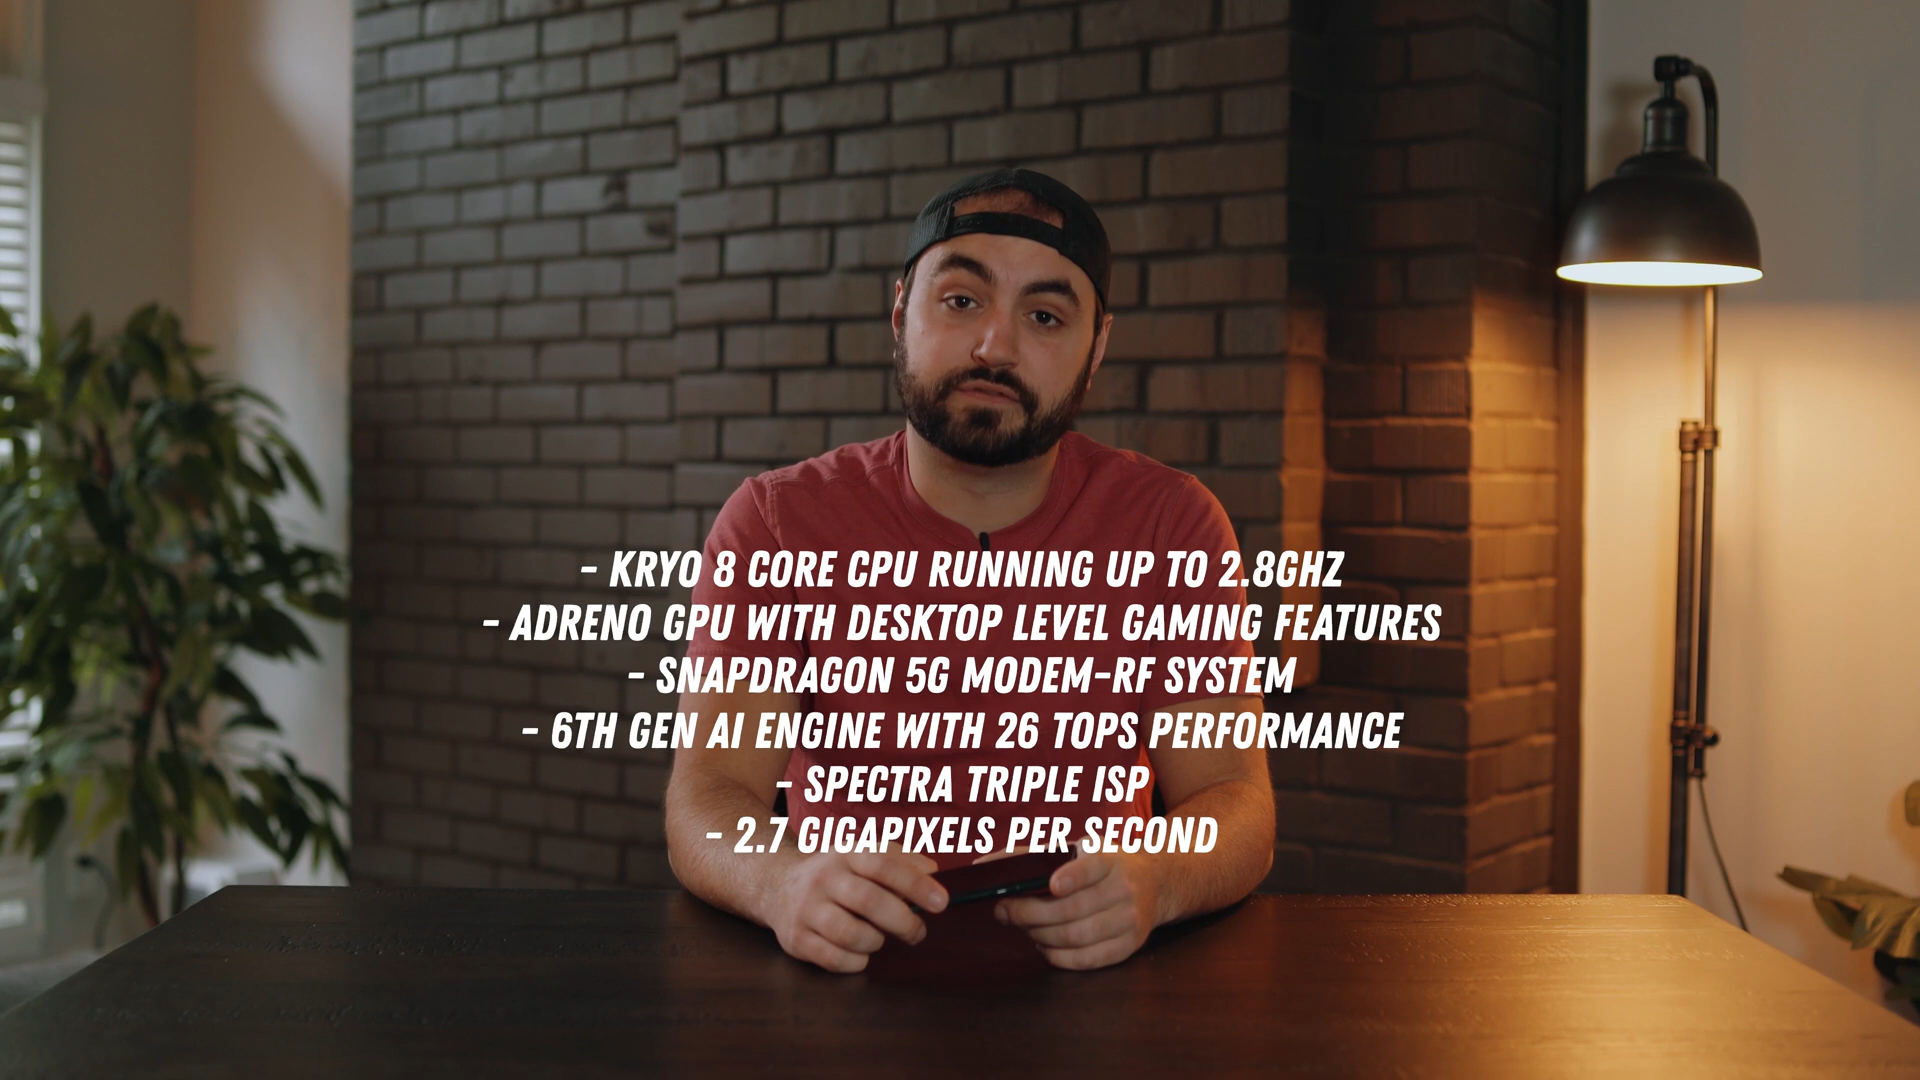 - KRYO 8 CORE CPU RUNNING UP TO 2.8GHZ
- ADRENO GPU WITH DESKTOP LEVEL GAMING FEATURES
- SNAPDRAGON 5G MODEM-RF SYSTEM
- 6TH GEN AI ENGINE WITH 26 TOPS PERFORMANCE
- SPECTRA TRIPLE ISP
- 2.7 GIGAPIXELS PER SECOND